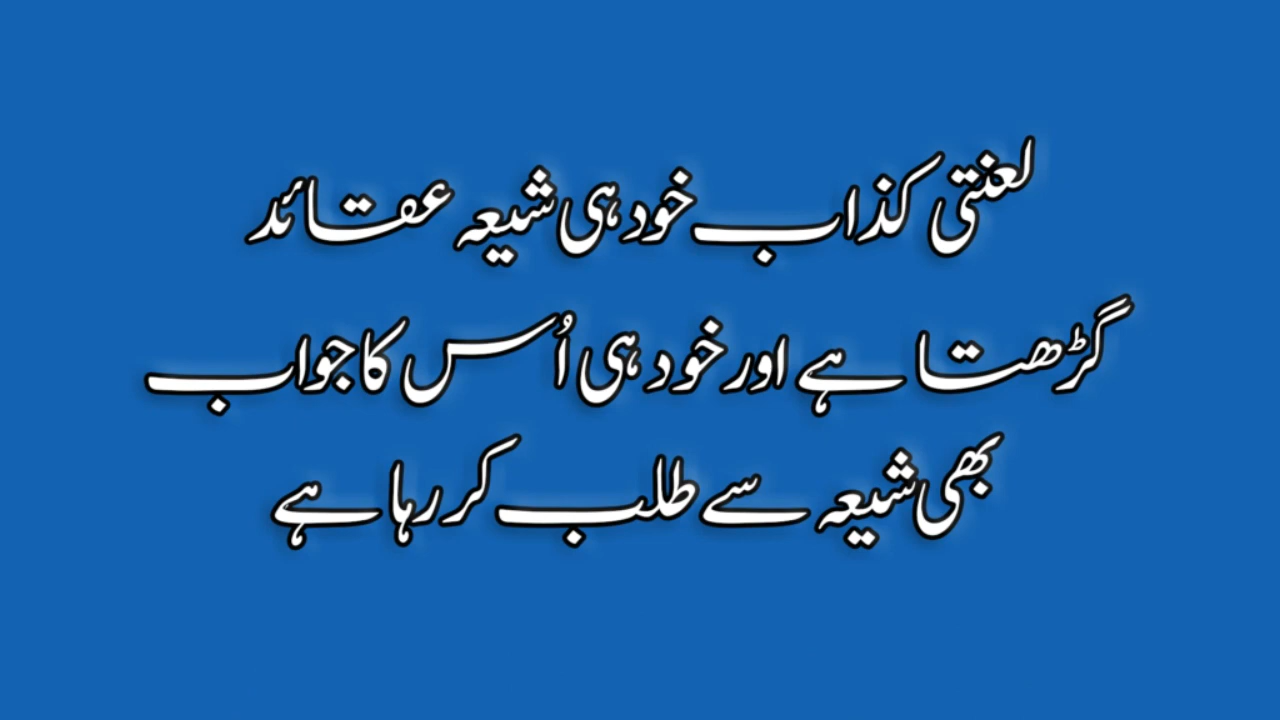 لعنتی کذاب خود ہی شیعہ عقائد
گڑھتا ہے اور خود ہی اُس کا جواب
بھی شیعہ سے طلب کر رہا ہے